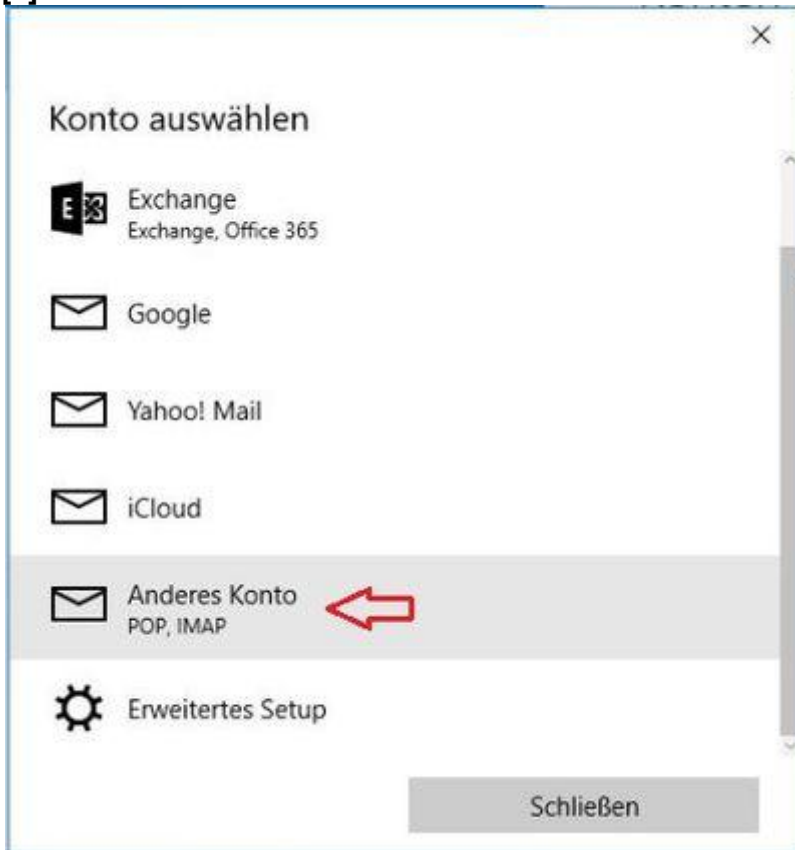 Konto auswählen
E
Exchange
Exchange, Office 365
Google
Yahoo! Mail
iCloud
Anderes Konto
POP, IMAP
Erweitertes Setup
Schließen